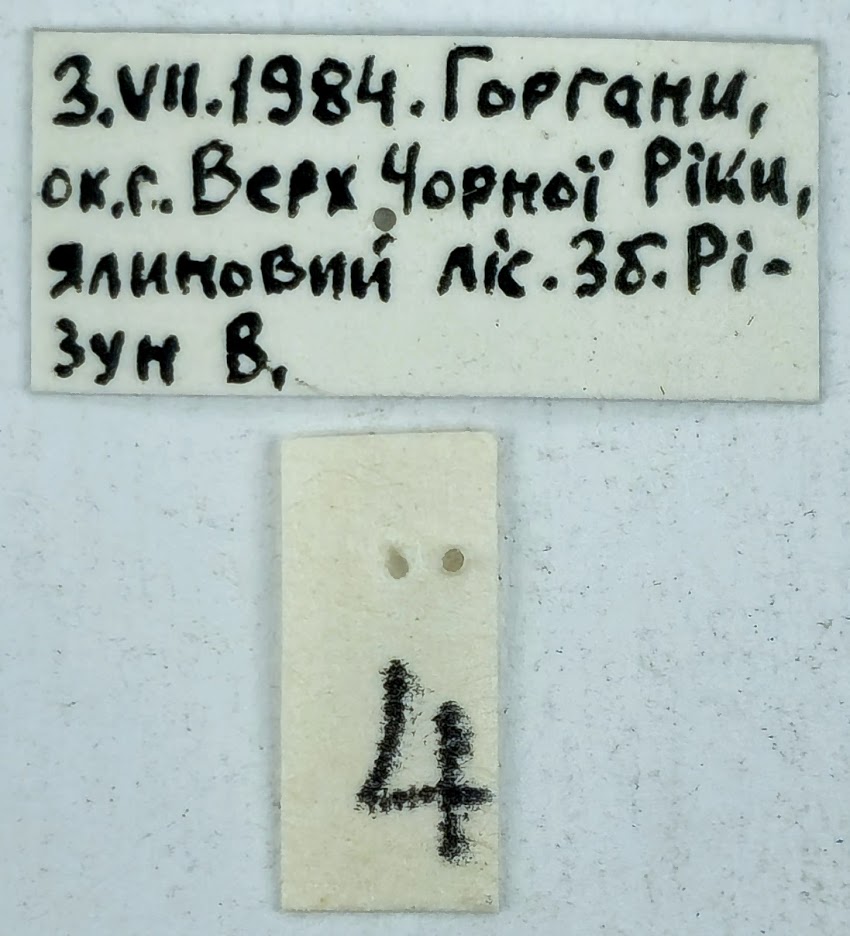 3.VII.1984. Горгани,
ок.г. Верх Чорної Ріки,
ялиновий ліс. Зб. Рі-
зун В.
4